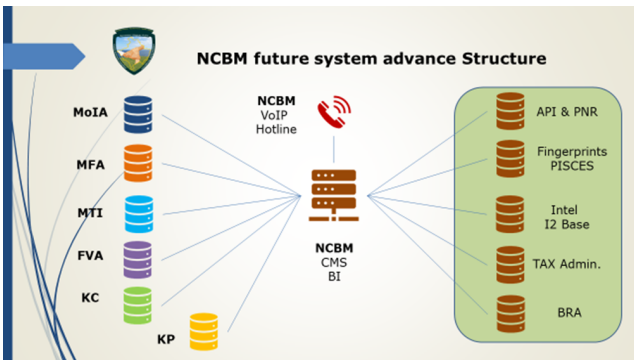 NCBM future system advance Structure
MoIA
MFA
MTI
FVA
KC
KP
NCBM
VoIP
Hotline
NCBM
CMS
BI
API & PNR
Fingerprints
PISCES
Intel
I2 Base
TAX Admin.
BRA